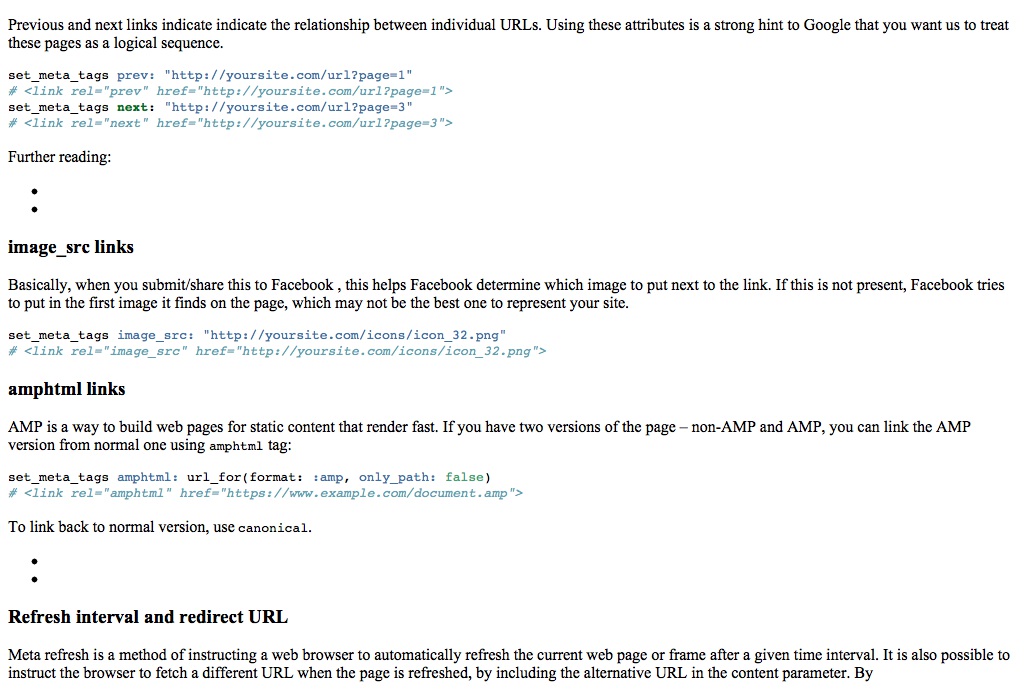 Previous and next links indicate indicate the relationship between individual URLs. Using these attributes is a strong hint to Google that you want us to treat
these pages as a logical sequence.
set_meta_tags prev: "http://yoursite.com/url?page=1"
# <link rel="prev" href="http://yoursite.com/url?page=1">
set_meta_tags next: "http://yoursite.com/url?page=3"
# <link rel="next" href="http://yoursite.com/url?page=3">
Further reading:
image_src links
Basically, when you submit/share this to Facebook , this helps Facebook determine which image to put next to the link. If this is not present, Facebook tries
to put in the first image it finds on the page, which may not be the best one to represent your site.
set_meta_tags image_src: "http://yoursite.com/icons/icon_32.png"
# <link rel="image_src" href="http://yoursite.com/icons/icon_32.png">
amphtml links
AMP is a way to build web pages for static content that render fast. If you have two versions of the page – non-AMP and AMP, you can link the AMP
version from normal one using amphtml tag:
set_meta_tags amphtml: url_for(format: :amp, only_path: false)
# <link rel="amphtml" href="https://www.example.com/document.amp">
To link back to normal version, use canonical.
Refresh interval and redirect URL
Meta refresh is a method of instructing a web browser to automatically refresh the current web page or frame after a given time interval. It is also possible to
instruct the browser to fetch a different URL when the page is refreshed, by including the alternative URL in the content parameter. By